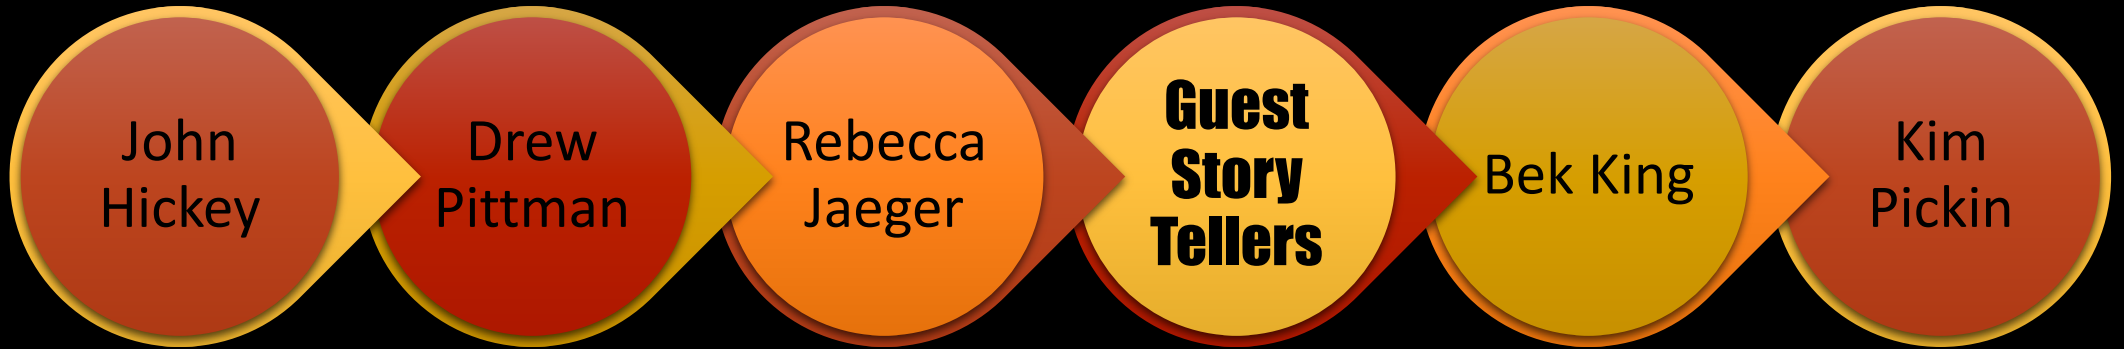 John
Hickey
Drew
Pittman
Rebecca
Jaeger
Guest
Story
Tellers
Bek King
Kim
Pickin